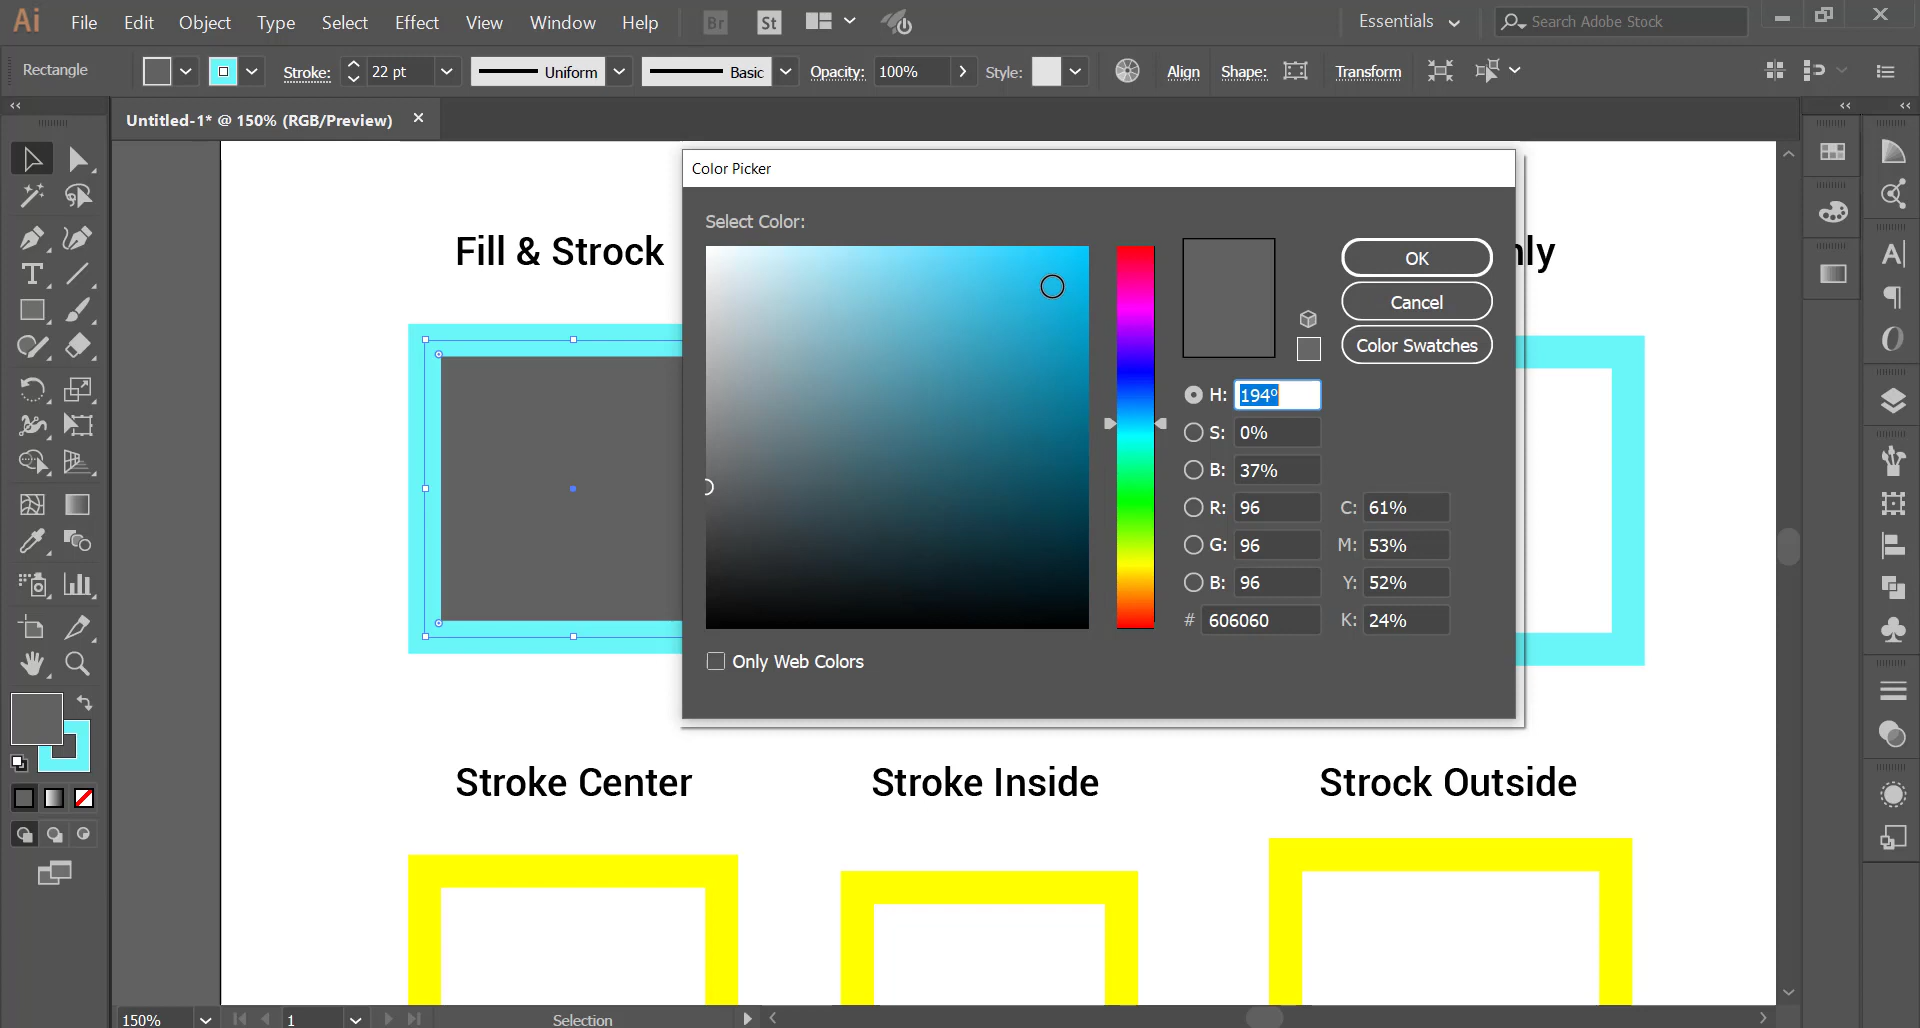 Ai File Edit Object Type Select Effect View Window Help Br St Essentials Search Adobe Stock
Rectangle Stroke: 22 pt Uniform Basic Opacity: 100% Style: Align Shape: Transform
Untitled-1* @ 150% (RGB/Preview)
Color Picker
Select Color:
Fill & Strock
nly
OK
Cancel
Color Swatches
H: 194º
S: 0%
B: 37%
R: 96 C: 61%
G: 96 M: 53%
B: 96 Y: 52%
# 606060 K: 24%
Only Web Colors
Stroke Center Stroke Inside Strock Outside
150% 1 Selection